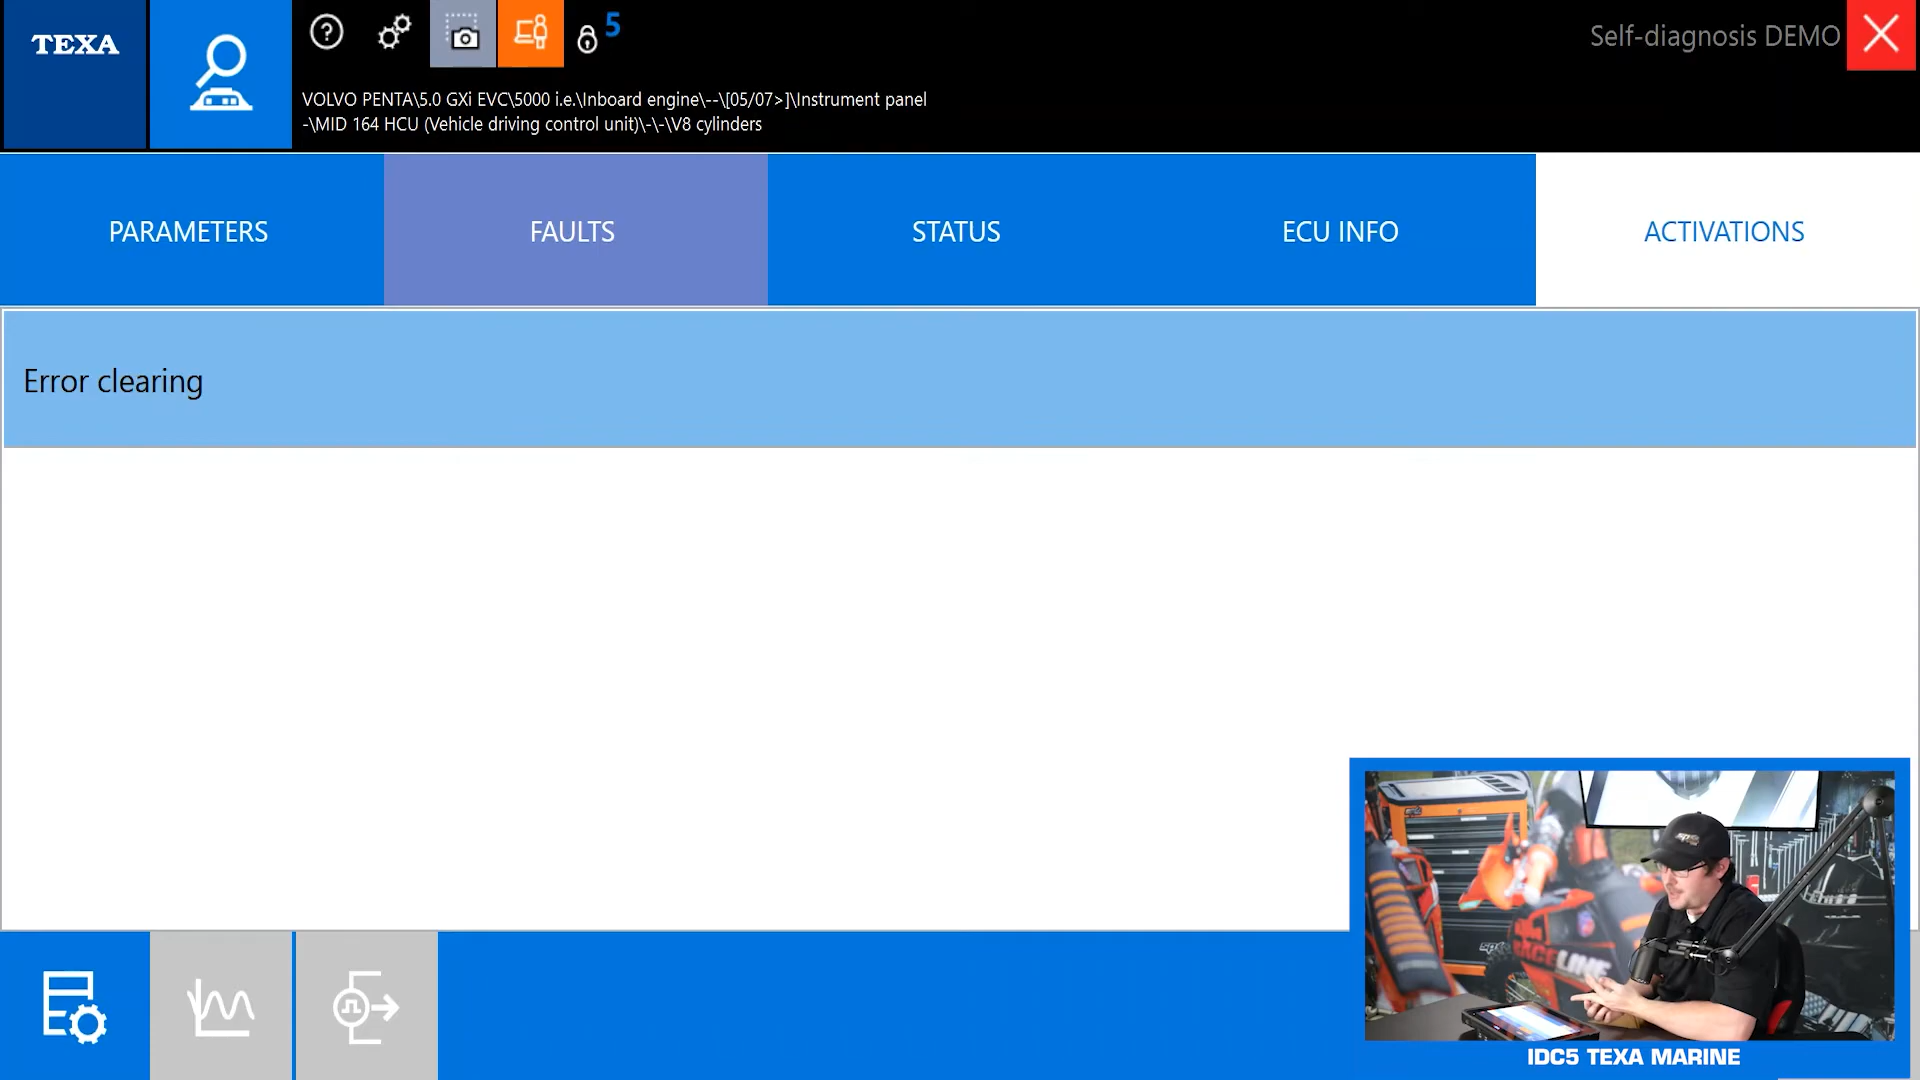 TEXA
5
Self-diagnosis DEMO
VOLVO PENTA\5.0 GXi EVC\5000 i.e.\Inboard engine\--\[05/07>]\Instrument panel
-\MID 164 HCU (Vehicle driving control unit)\-\-\V8 cylinders
PARAMETERS
FAULTS
STATUS
ECU INFO
ACTIVATIONS
Error clearing
RACELINE
IDC5 TEXA MARINE